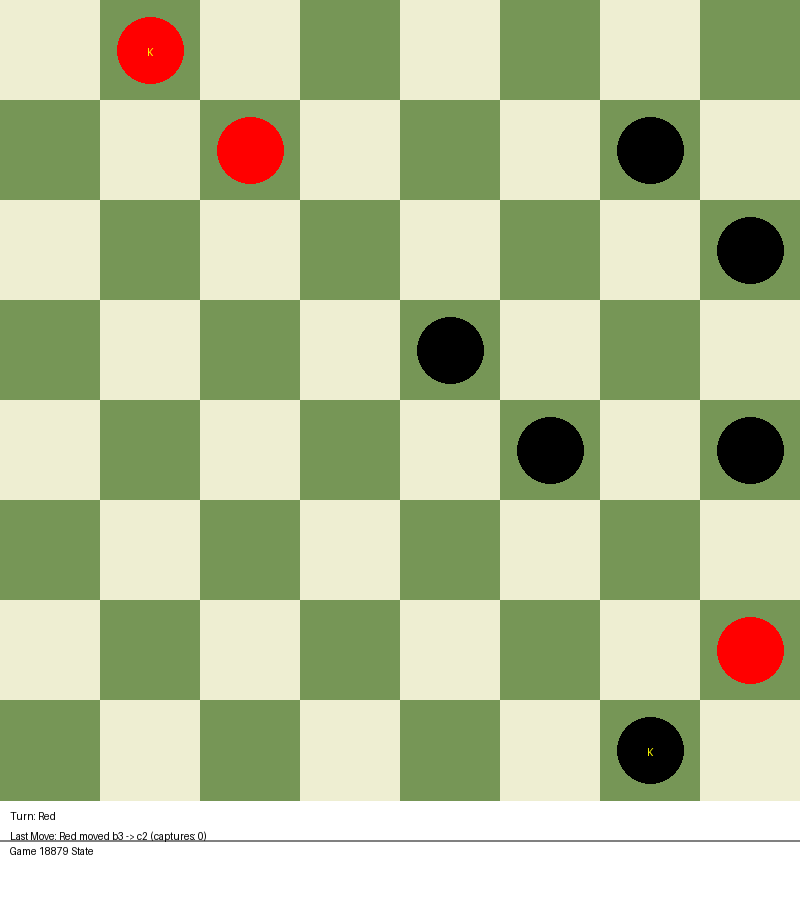 K
K
Turn: Red
Last Move: Red moved b3 -> c2 (captures: 0)
Game 18879 State